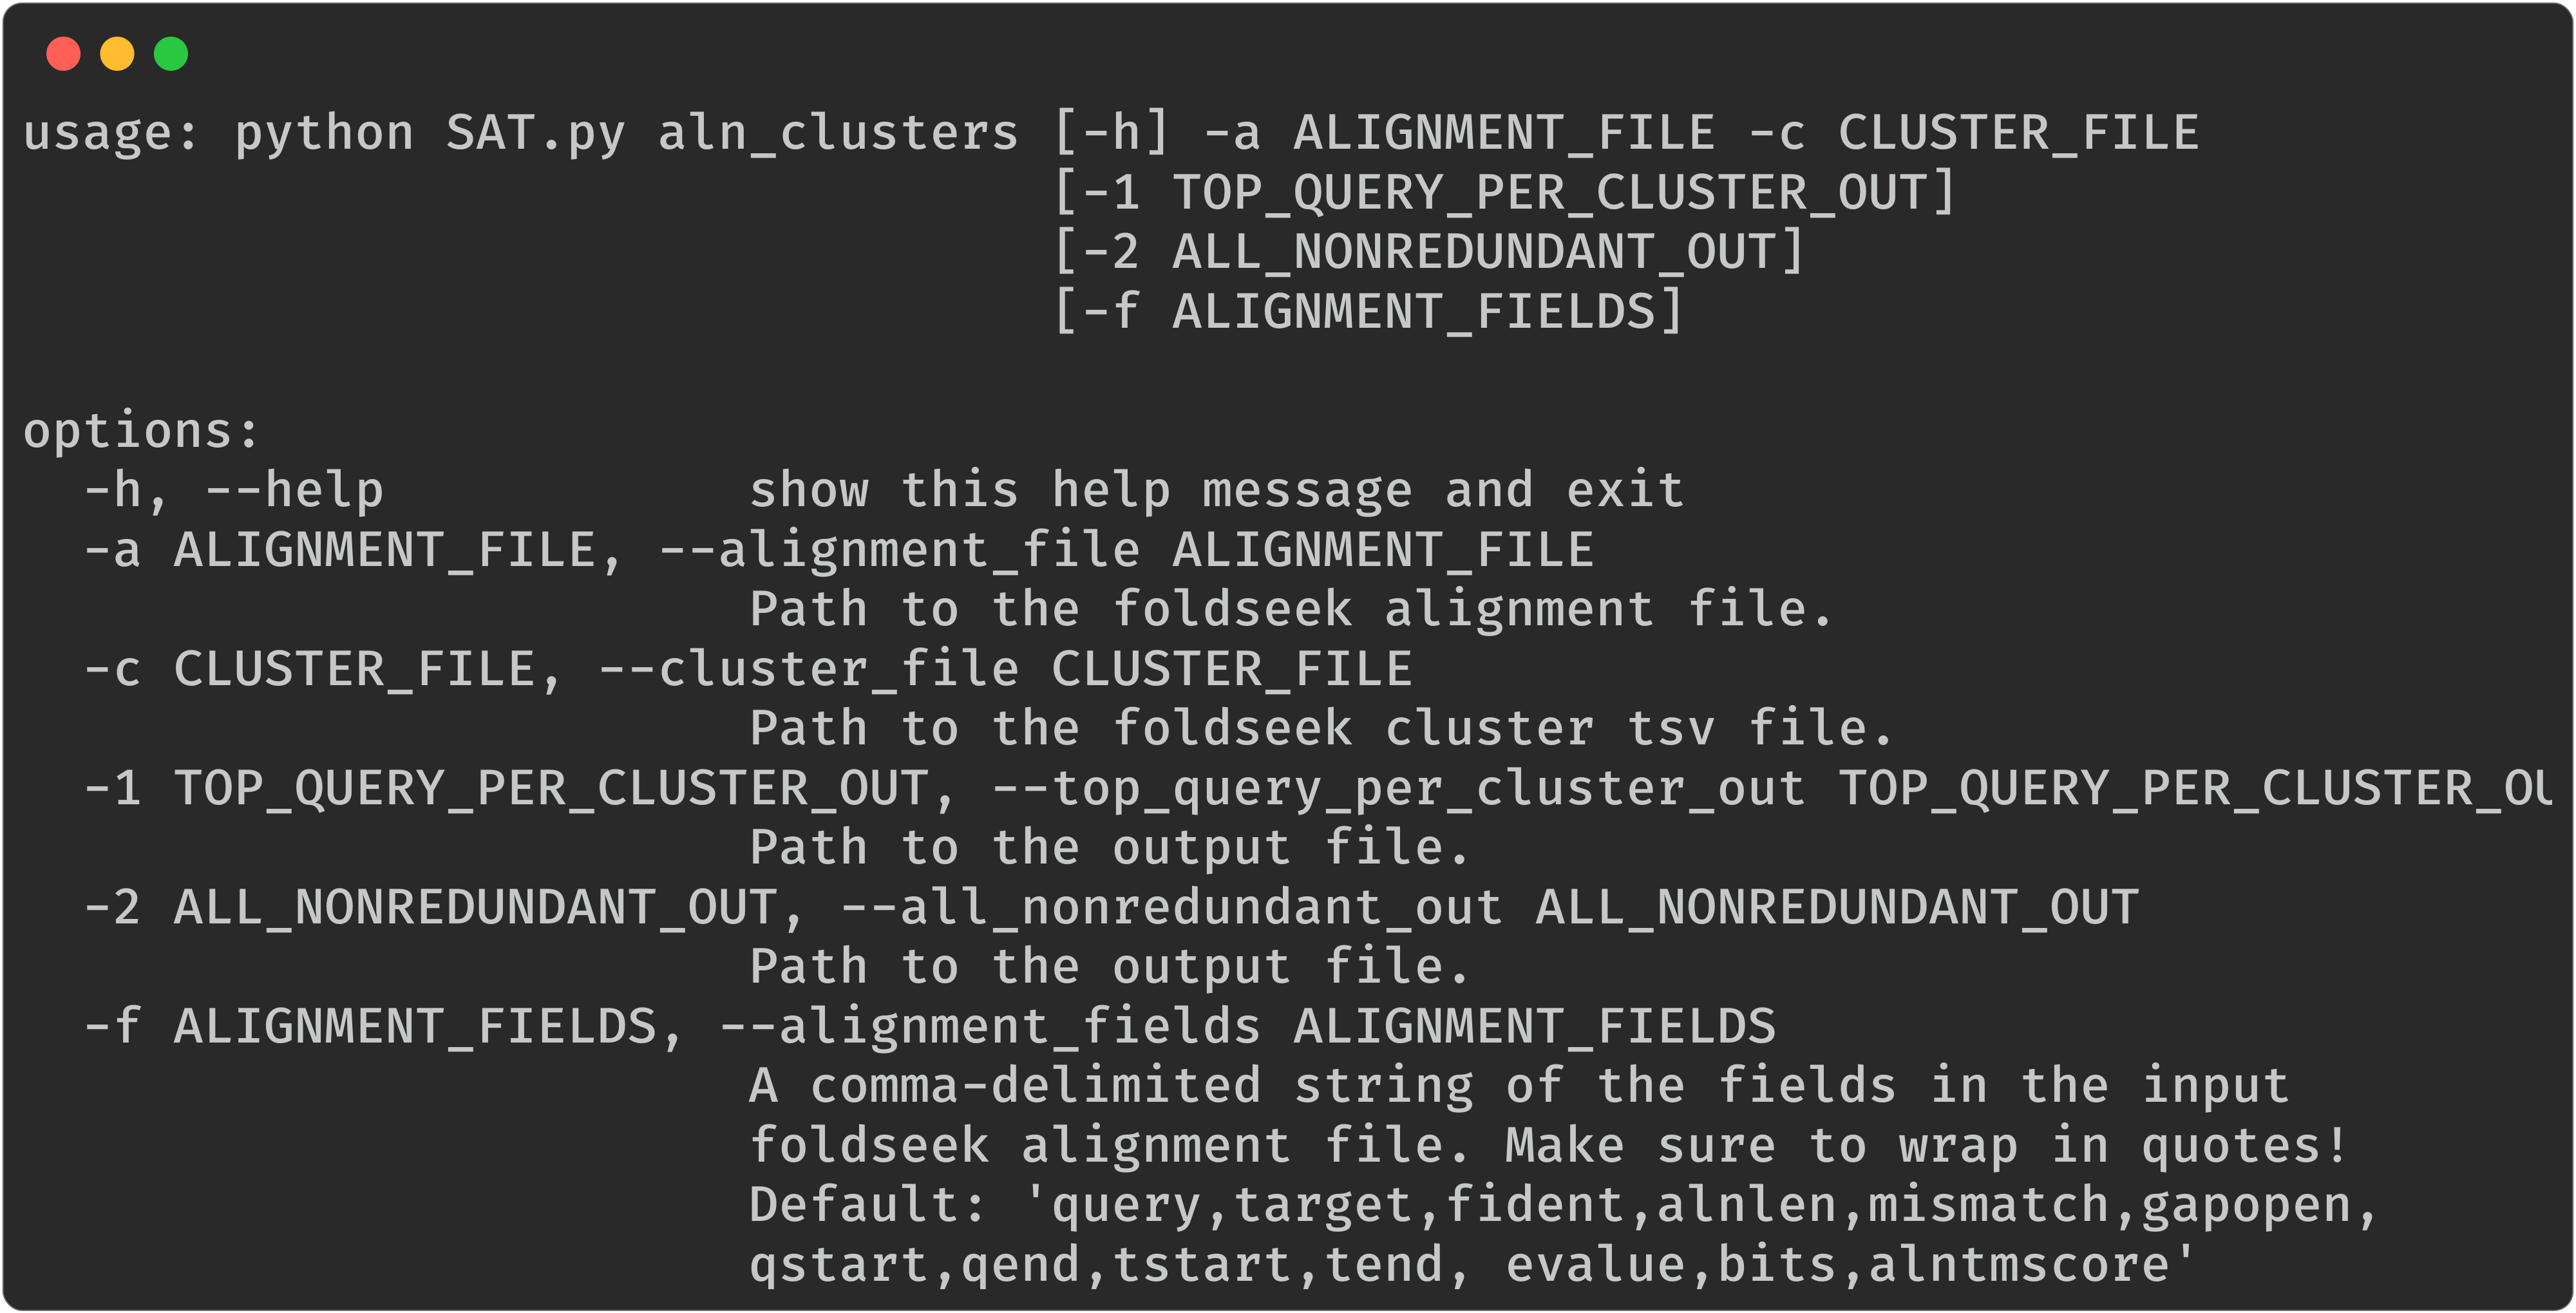 usage: python SAT.py aln_clusters [-h] -a ALIGNMENT_FILE -c CLUSTER_FILE
[-1 TOP_QUERY_PER_CLUSTER_OUT]
[-2 ALL_NONREDUNDANT_OUT]
[-f ALIGNMENT_FIELDS]
options:
-h, --help show this help message and exit
-a ALIGNMENT_FILE, --alignment_file ALIGNMENT_FILE
Path to the foldseek alignment file.
-c CLUSTER_FILE, --cluster_file CLUSTER_FILE
Path to the foldseek cluster tsv file.
-1 TOP_QUERY_PER_CLUSTER_OUT, --top_query_per_cluster_out TOP_QUERY_PER_CLUSTER_OU
Path to the output file.
-2 ALL_NONREDUNDANT_OUT, --all_nonredundant_out ALL_NONREDUNDANT_OUT
Path to the output file.
-f ALIGNMENT_FIELDS, --alignment_fields ALIGNMENT_FIELDS
A comma-delimited string of the fields in the input
foldseek alignment file. Make sure to wrap in quotes!
Default: 'query,target,fident,alnlen,mismatch,gapopen,
qstart,qend,tstart,tend, evalue,bits,alntmscore'